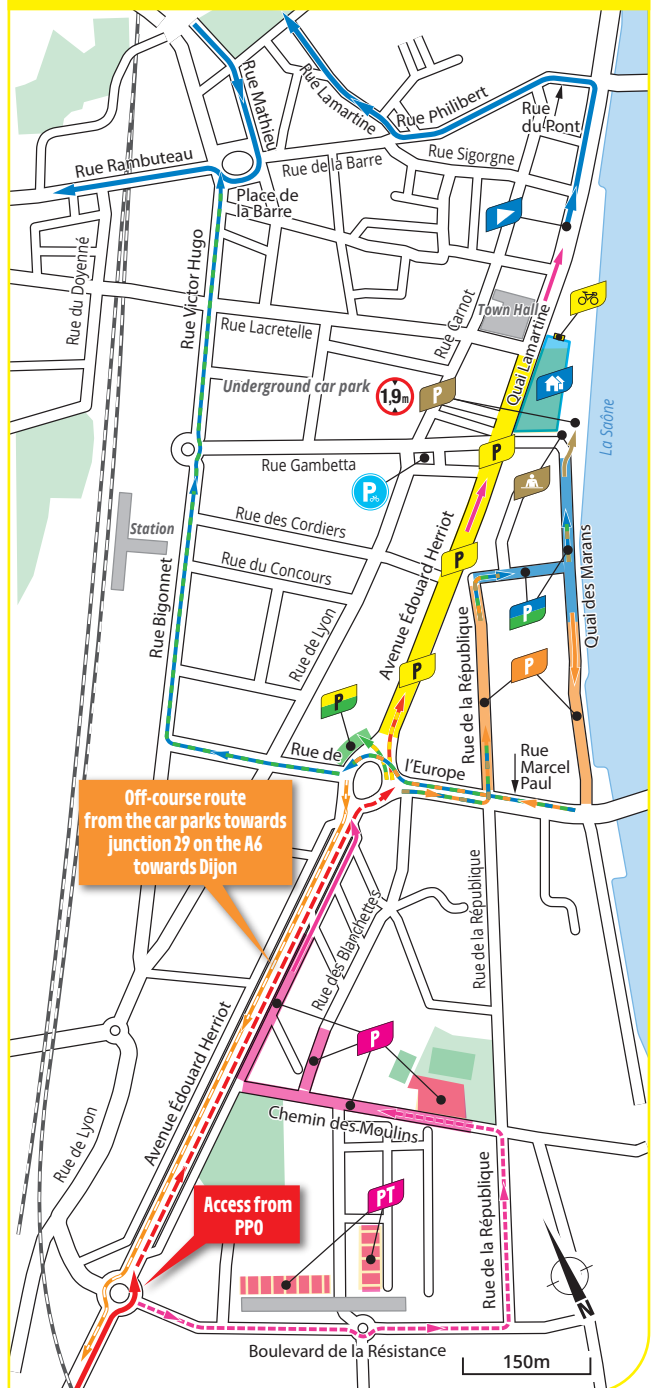 Rue Mathieu
Rue Lamartine
Rue Philibert
Rue
du Pont
Rue Rambuteau
Rue de la Barre
Rue Sigorgne
Place de
la Barre
Rue du Doyenné
Rue Victor Hugo
Rue Carnot
Town Hall
Quai Lamartine
Rue Lacretelle
Underground car park
1,9m
P
La Saône
P
Rue Gambetta
P
Station
Rue des Cordiers
Rue du Concours
P
Avenue Édouard Herriot
Quai des Marans
Rue Bigonnet
Rue de Lyon
Rue de la République
P
P
P
P
Rue de
l'Europe
Rue
Marcel
Paul
Off-course route
from the car parks towards
junction 29 on the A6
towards Dijon
Rue des Blanchettes
Rue de la République
Avenue Édouard Herriot
P
Chemin des Moulins
Rue de Lyon
Access from
PPO
PT
Rue de la République
N
Boulevard de la Résistance
150m